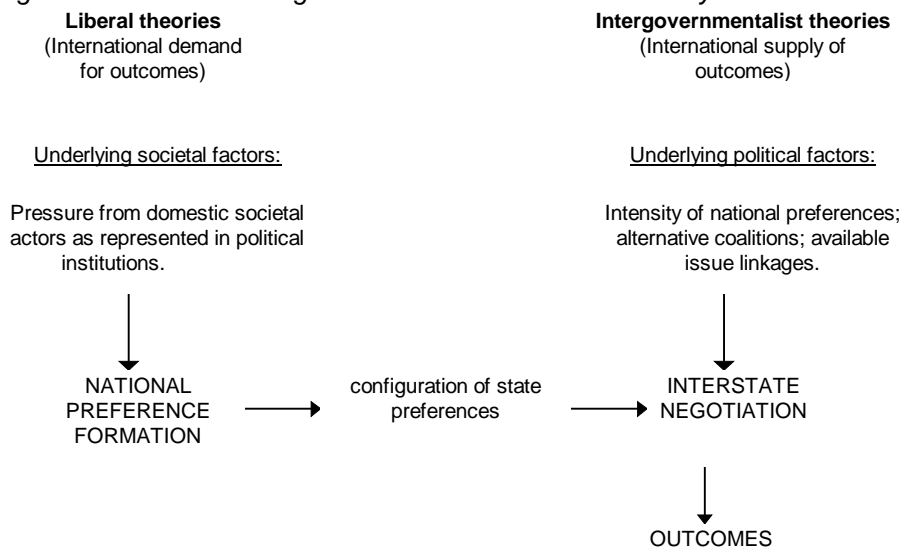 Liberal theories
(International demand
for outcomes)
Intergovernmentalist theories
(International supply of
outcomes)
Underlying societal factors:
Underlying political factors:
Pressure from domestic societal
actors as represented in political
institutions.
Intensity of national preferences;
alternative coalitions; available
issue linkages.
NATIONAL
PREFERENCE
FORMATION
configuration of state
preferences
INTERSTATE
NEGOTIATION
OUTCOMES